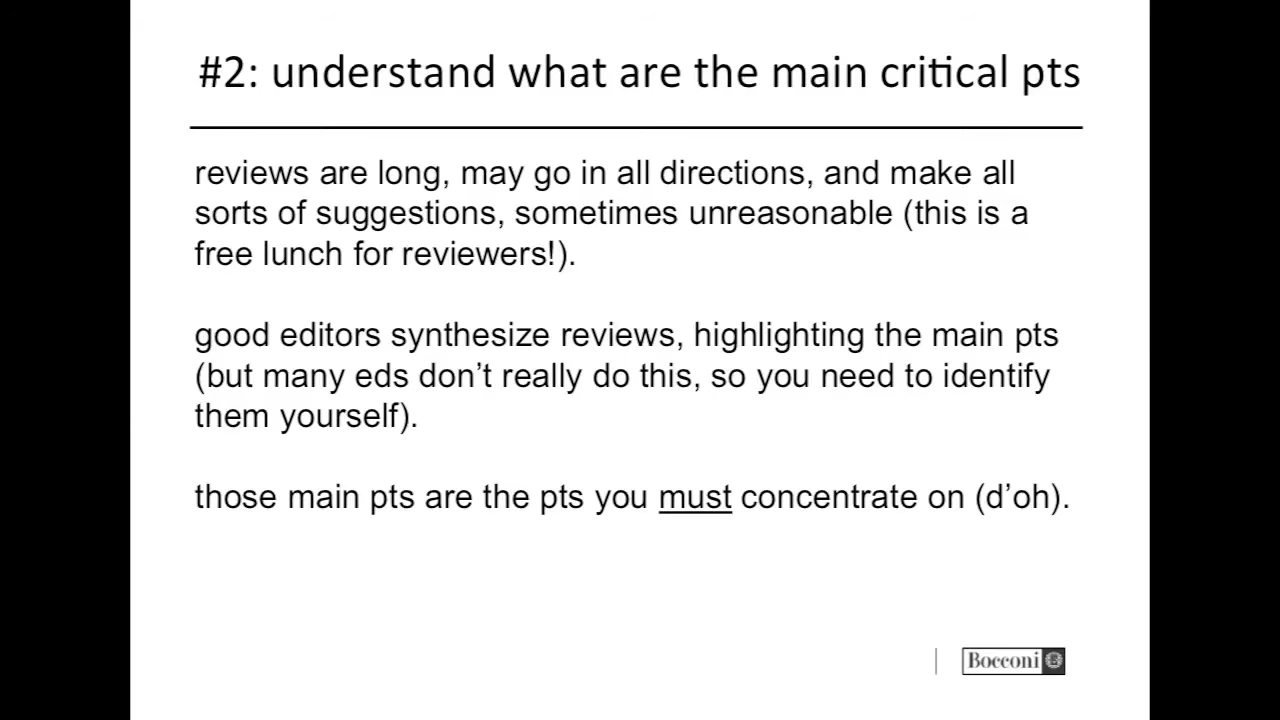 #2: understand what are the main critical pts
reviews are long, may go in all directions, and make all
sorts of suggestions, sometimes unreasonable (this is a
free lunch for reviewers!).
good editors synthesize reviews, highlighting the main pts
(but many eds don’t really do this, so you need to identify
them yourself).
those main pts are the pts you must concentrate on (d’oh).
Bocconi